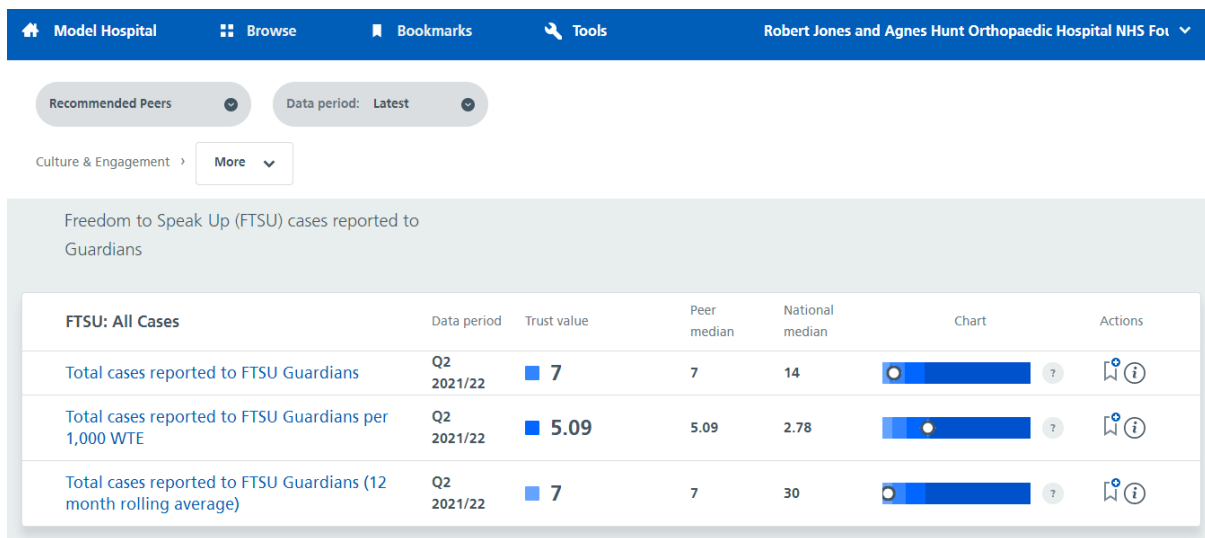 Model Hospital Browse Bookmarks Tools Robert Jones and Agnes Hunt Orthopaedic Hospital NHS Fou
Recommended Peers Data period: Latest
Culture & Engagement › More
Freedom to Speak Up (FTSU) cases reported to
Guardians
FTSU: All Cases Data period Trust value Peer median National median Chart Actions
Total cases reported to FTSU Guardians Q2 2021/22 7 7 14 ?
Total cases reported to FTSU Guardians per
1,000 WTE Q2 2021/22 5.09 5.09 2.78 ?
Total cases reported to FTSU Guardians (12
month rolling average) Q2 2021/22 7 7 30 ?